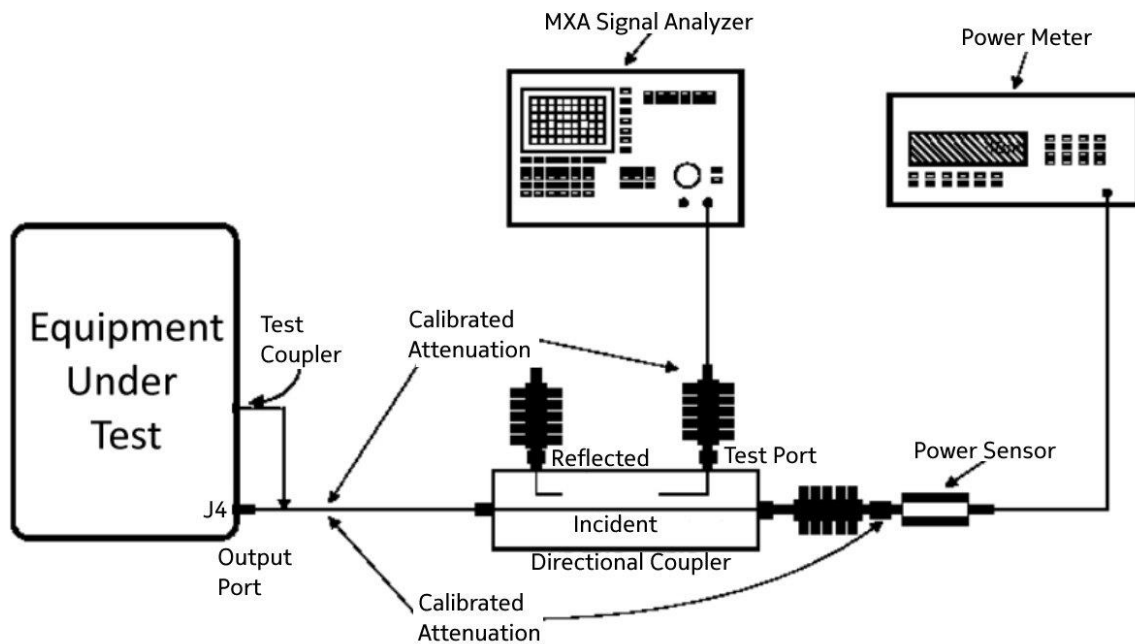 MXA Signal Analyzer
Power Meter
Equipment
Under
Test
Test
Coupler
Calibrated
Attenuation
Reflected
Test Port
Power Sensor
J4
Incident
Output
Port
Directional Coupler
Calibrated
Attenuation